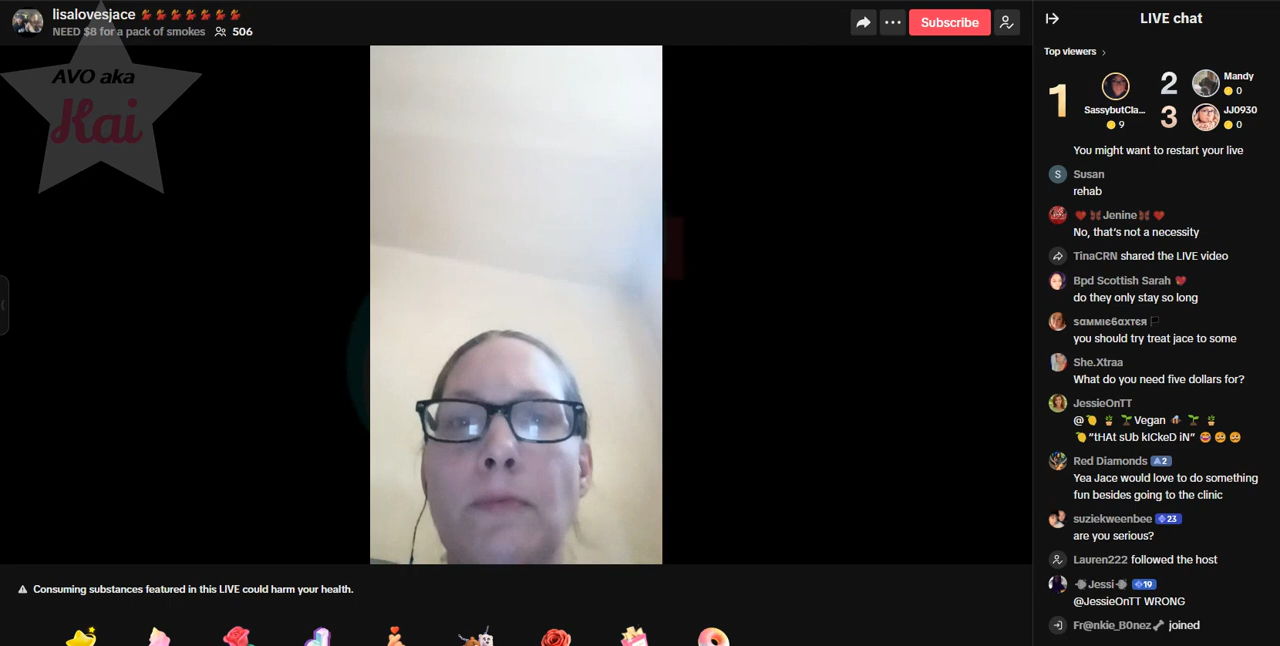 lisalovesjace 💃💃💃💃💃💃💃
NEED $8 for a pack of smokes 506
Subscribe
AVO aka
Kai
Consuming substances featured in this LIVE could harm your health.
LIVE chat
Top viewers
1 SassybutCla... 9
2 Mandy 0
3 JJ0930 0
You might want to restart your live
S Susan
rehab
Jenine
No, that's not a necessity
TinaCRN shared the LIVE video
Bpd Scottish Sarah
do they only stay so long
sαmmιє6αxтєя
you should try treat jace to some
She.Xtraa
What do you need five dollars for?
JessieOnTT
@🍋 🪴 🌱Vegan 🌱 🪴
🍋"tHAt sUb kICkeD iN"
Red Diamonds 2
Yea Jace would love to do something
fun besides going to the clinic
suziekweenbee 23
are you serious?
Lauren222 followed the host
Jessi 19
@JessieOnTT WRONG
Fr@nkie_B0nez🦴 joined